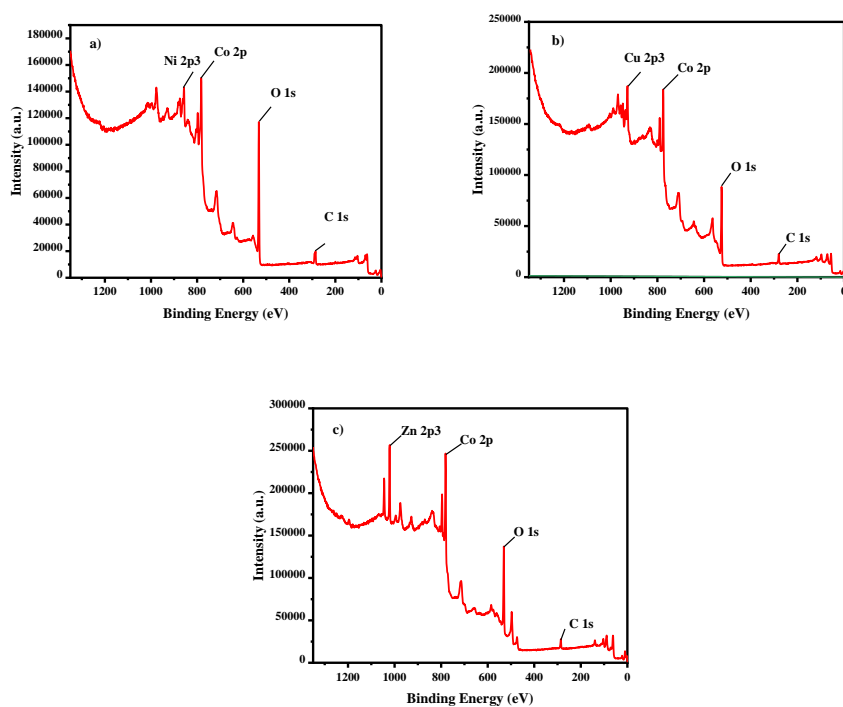 a)
Ni 2p3
Co 2p
O 1s
C 1s
180000
160000
140000
120000
100000
80000
60000
40000
20000
0
Intensity (a.u.)
1200 1000 800 600 400 200 0
Binding Energy (eV)
b)
Cu 2p3
Co 2p
O 1s
C 1s
250000
200000
150000
100000
50000
0
Intensity (a.u.)
1200 1000 800 600 400 200 0
Binding Energy (eV)
c)
Zn 2p3
Co 2p
O 1s
C 1s
300000
250000
200000
150000
100000
50000
0
Intensity (a.u.)
1200 1000 800 600 400 200 0
Binding Energy (eV)